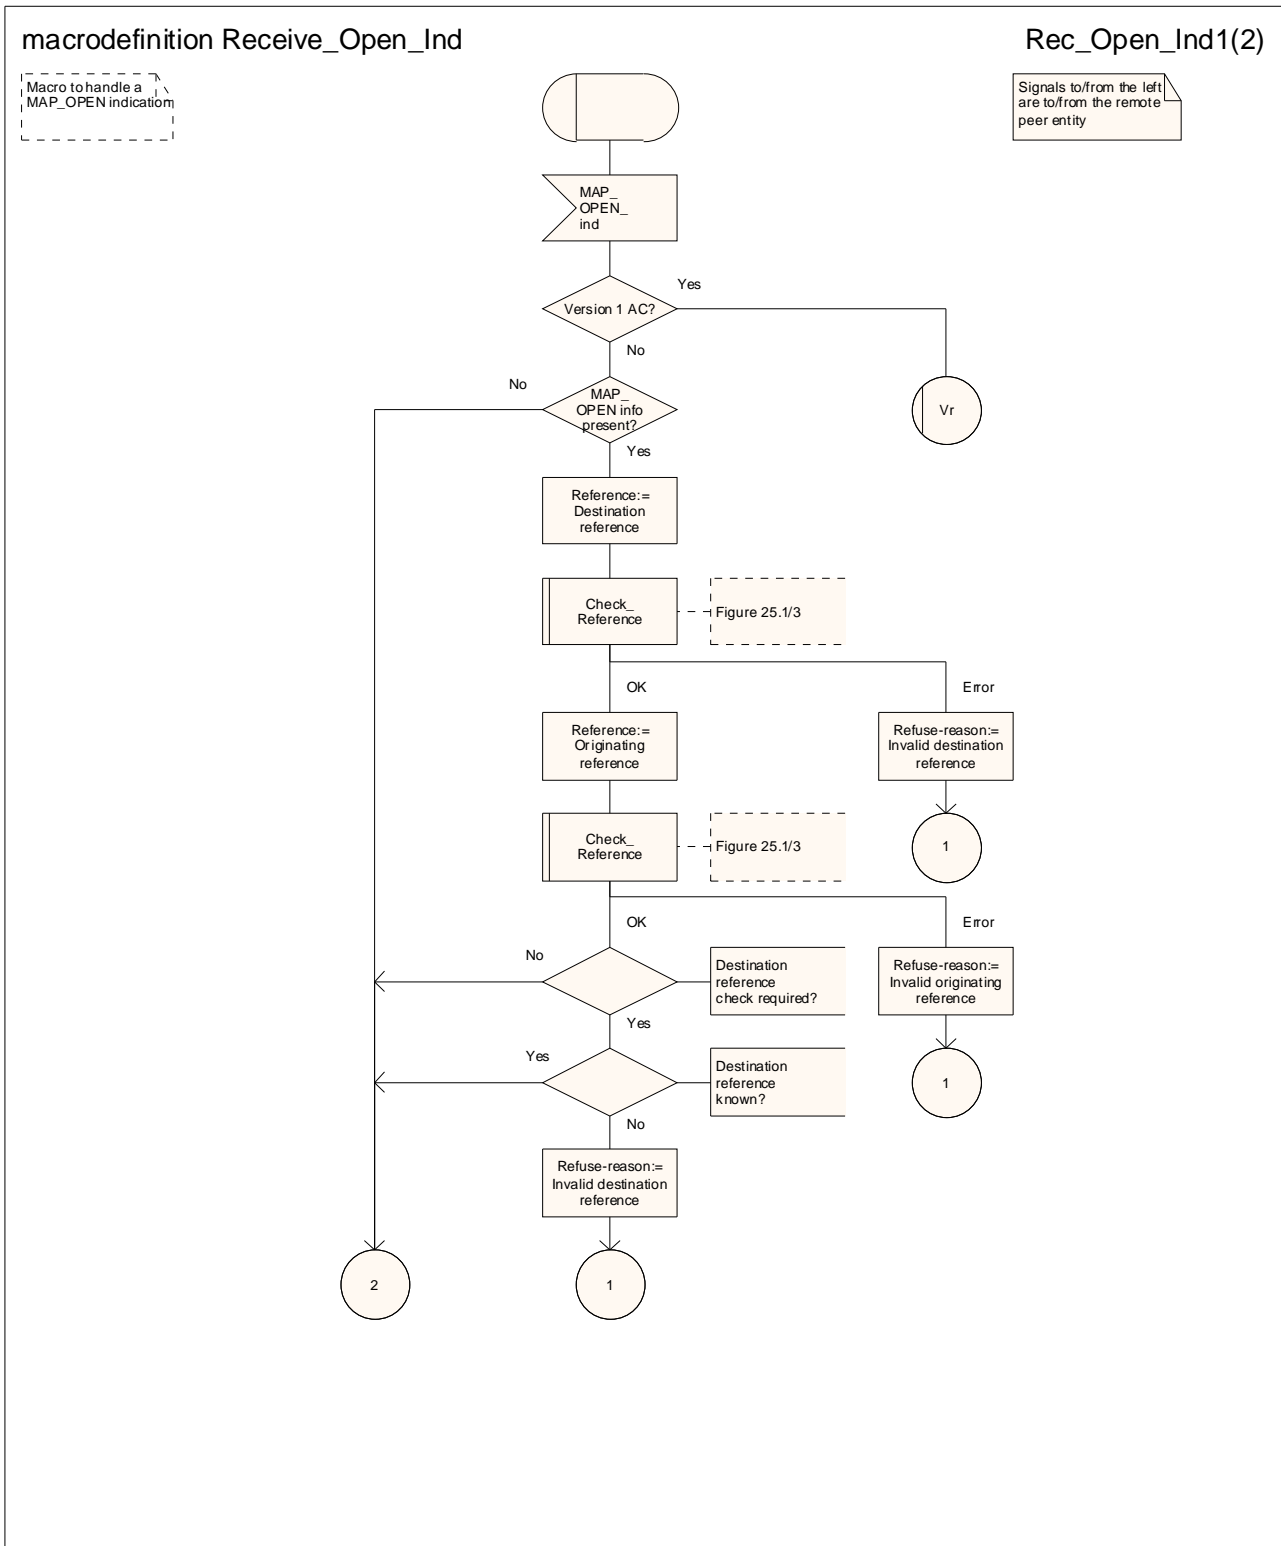 macrodefinition Receive_Open_Ind
Rec_Open_Ind1(2)
Macro to handle a
MAP_OPEN indication
Signals to/from the left
are to/from the remote
peer entity
MAP_
OPEN_
ind
Yes
Version 1 AC?
No
No
MAP_
OPEN info
present?
Vr
Yes
Reference:=
Destination
reference
Check_
Reference
Figure 25.1/3
OK
Error
Reference:=
Originating
reference
Refuse-reason:=
Invalid destination
reference
Check_
Reference
Figure 25.1/3
1
OK
Error
No
Destination
reference
check required?
Refuse-reason:=
Invalid originating
reference
Yes
Yes
Destination
reference
known?
1
No
Refuse-reason:=
Invalid destination
reference
2
1